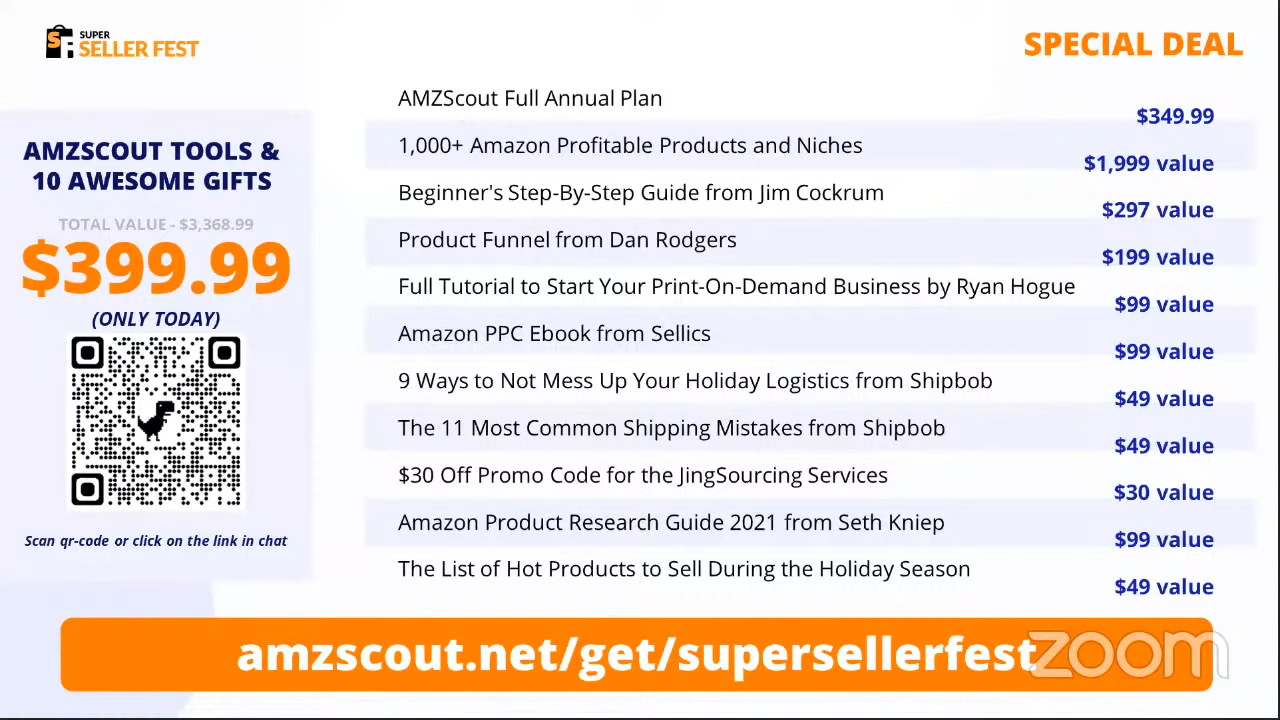 SUPER
SELLER FEST
SPECIAL DEAL
AMZSCOUT TOOLS &
10 AWESOME GIFTS
TOTAL VALUE - $3,368.99
$399.99
(ONLY TODAY)
Scan qr-code or click on the link in chat
AMZScout Full Annual Plan
$349.99
1,000+ Amazon Profitable Products and Niches
$1,999 value
Beginner's Step-By-Step Guide from Jim Cockrum
$297 value
Product Funnel from Dan Rodgers
$199 value
Full Tutorial to Start Your Print-On-Demand Business by Ryan Hogue
$99 value
Amazon PPC Ebook from Sellics
$99 value
9 Ways to Not Mess Up Your Holiday Logistics from Shipbob
$49 value
The 11 Most Common Shipping Mistakes from Shipbob
$49 value
$30 Off Promo Code for the JingSourcing Services
$30 value
Amazon Product Research Guide 2021 from Seth Kniep
$99 value
The List of Hot Products to Sell During the Holiday Season
$49 value
amzscout.net/get/supersellerfest
zoom